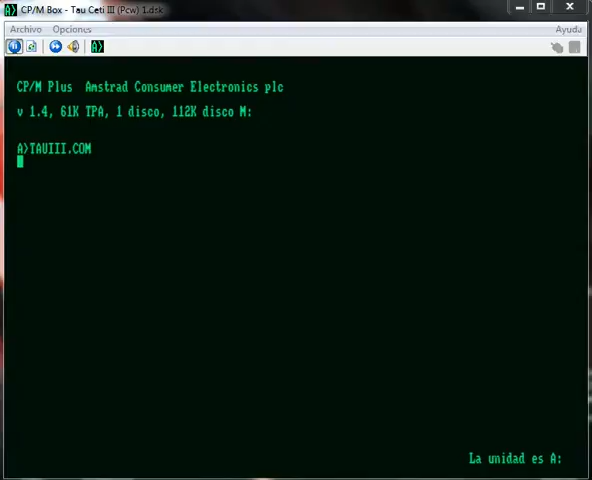 A> CP/M Box - Tau Ceti III (Pcw) 1.dsk
Archivo Opciones Ayuda
A>
CP/M Plus Amstrad Consumer Electronics plc
v 1.4, 61K TPA, 1 disco, 112K disco M:
A>TAUIII.COM
La unidad es A: